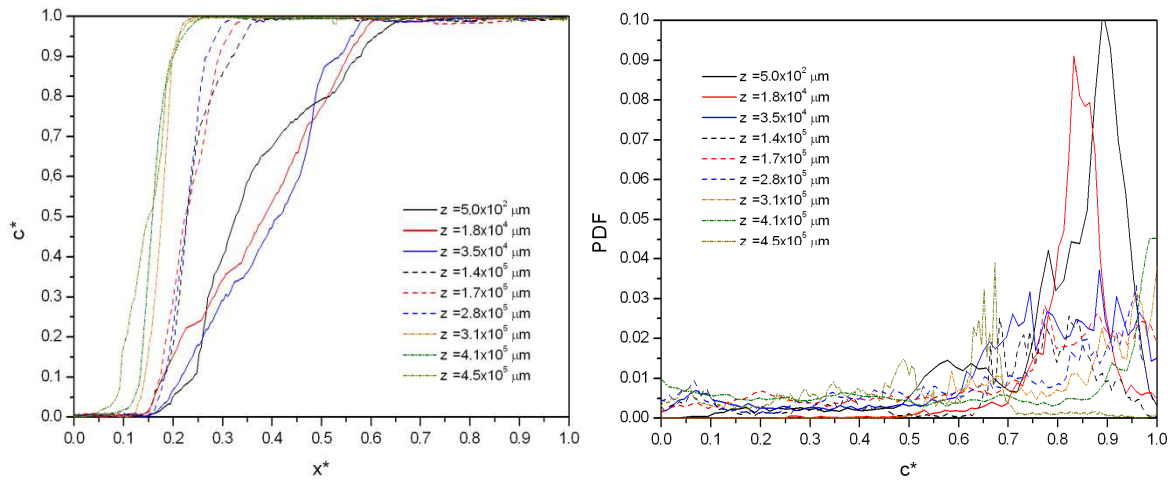 1.0
0.9
0.8
0.7
0.6
0.5
0.4
0.3
0.2
0.1
0.0
c*
z =5.0x10² μm
z =1.8x10⁴ μm
z =3.5x10⁴ μm
z =1.4x10⁵ μm
z =1.7x10⁵ μm
z =2.8x10⁵ μm
z =3.1x10⁵ μm
z =4.1x10⁵ μm
z =4.5x10⁵ μm
0.0 0.1 0.2 0.3 0.4 0.5 0.6 0.7 0.8 0.9 1.0
x*
0.10
0.09
0.08
0.07
0.06
0.05
0.04
0.03
0.02
0.01
0.00
PDF
z =5.0x10² μm
z =1.8x10⁴ μm
z =3.5x10⁴ μm
z =1.4x10⁵ μm
z =1.7x10⁵ μm
z =2.8x10⁵ μm
z =3.1x10⁵ μm
z =4.1x10⁵ μm
z =4.5x10⁵ μm
0.0 0.1 0.2 0.3 0.4 0.5 0.6 0.7 0.8 0.9 1.0
c*